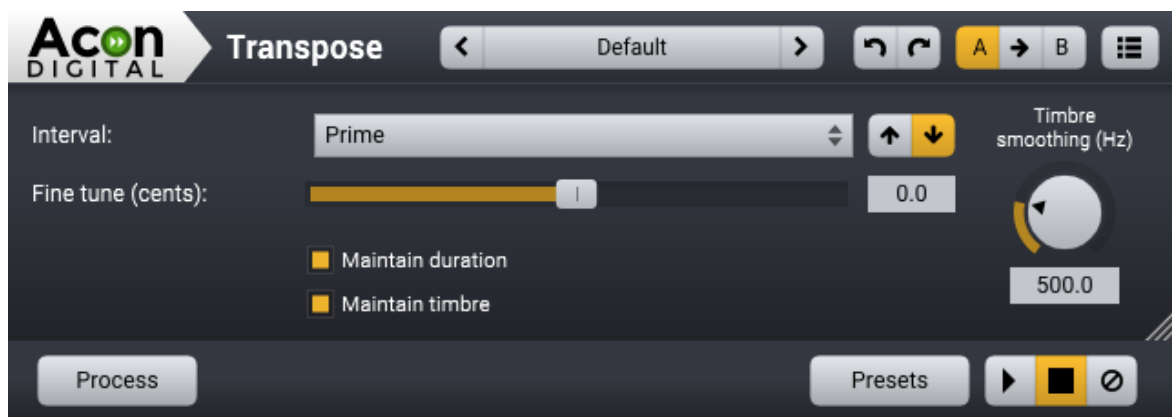 Acon
DIGITAL
Transpose
Default
A
B
Interval:
Prime
Timbre
smoothing (Hz)
Fine tune (cents):
0.0
Maintain duration
Maintain timbre
500.0
Process
Presets